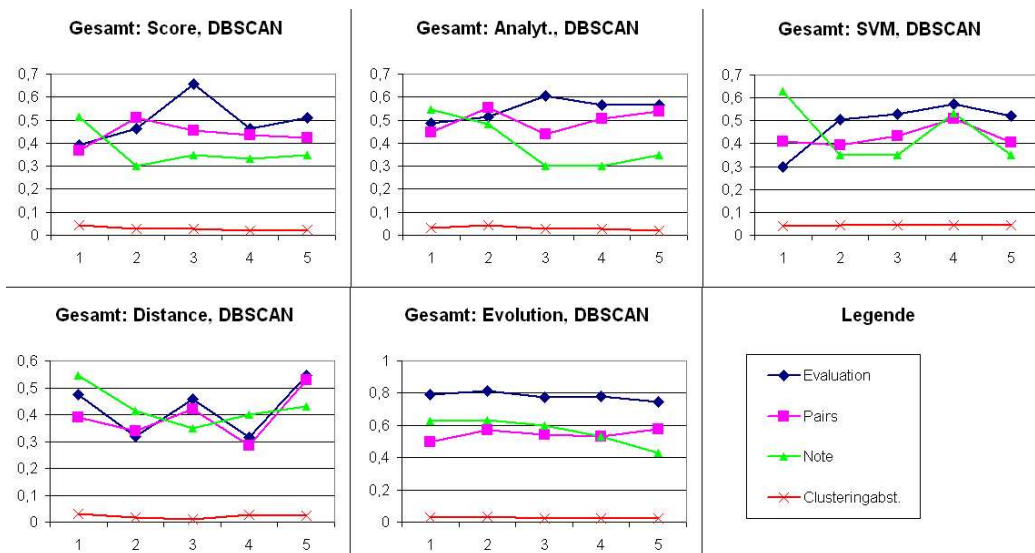 Gesamt: Score, DBSCAN
0,7
0,6
0,5
0,4
0,3
0,2
0,1
0
1 2 3 4 5
Gesamt: Analyt., DBSCAN
0,7
0,6
0,5
0,4
0,3
0,2
0,1
0
1 2 3 4 5
Gesamt: SVM, DBSCAN
0,7
0,6
0,5
0,4
0,3
0,2
0,1
0
1 2 3 4 5
Gesamt: Distance, DBSCAN
0,6
0,5
0,4
0,3
0,2
0,1
0
1 2 3 4 5
Gesamt: Evolution, DBSCAN
1
0,8
0,6
0,4
0,2
0
1 2 3 4 5
Legende
Evaluation
Pairs
Note
Clusteringabst.